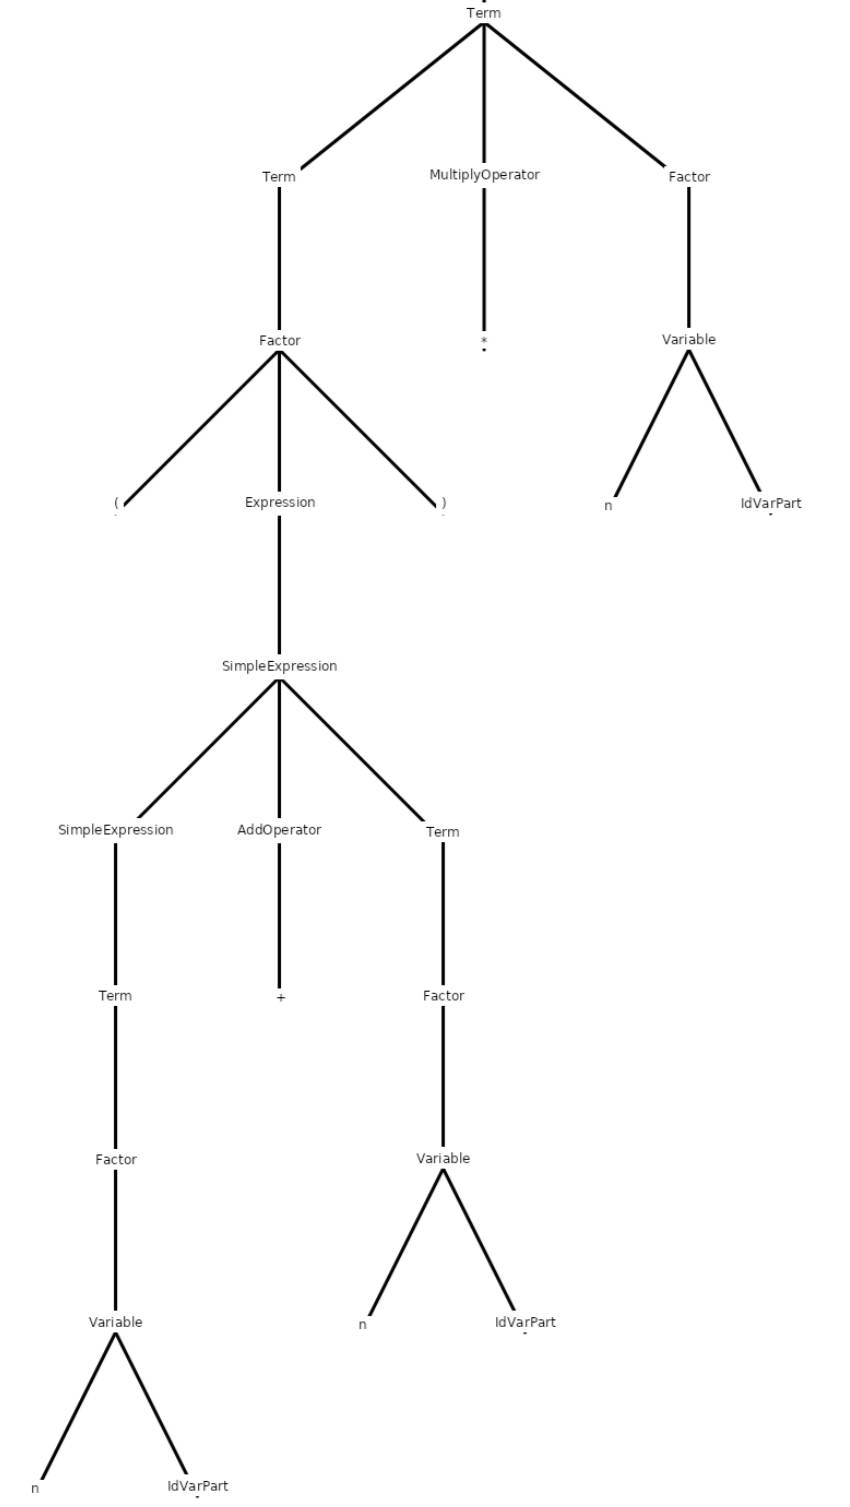 Term
Term MultiplyOperator Factor
Factor * Variable
( Expression ) n IdVarPart
SimpleExpression
SimpleExpression AddOperator Term
Term + Factor
Factor Variable
Variable n IdVarPart
n IdVarPart